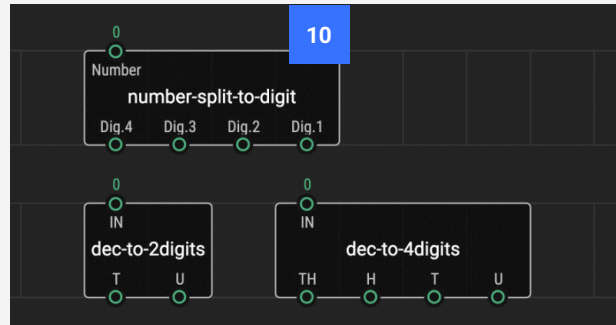 10
0
Number
number-split-to-digit
Dig.4 Dig.3 Dig.2 Dig.1
0 0
IN IN
dec-to-2digits dec-to-4digits
T U TH H T U